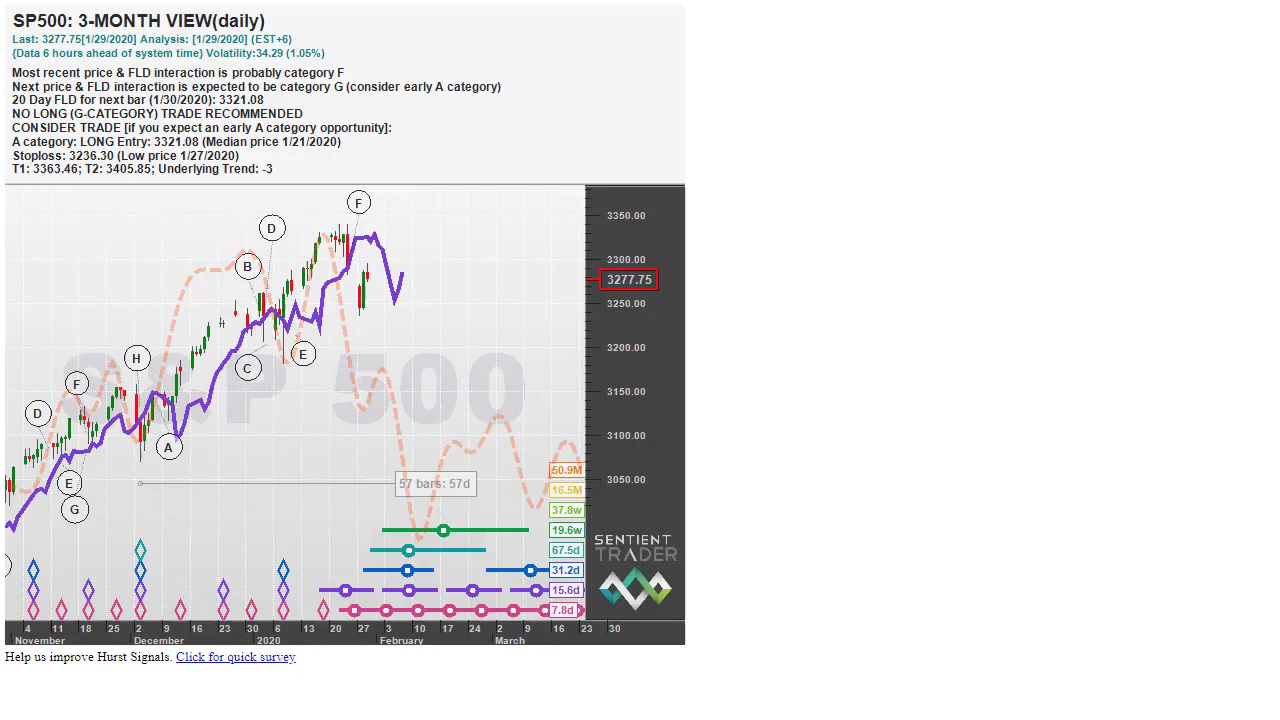 SP500: 3-MONTH VIEW(daily)
Last: 3277.75[1/29/2020] Analysis: [1/29/2020] (EST+6)
{Data 6 hours ahead of system time} Volatility:34.29 (1.05%)
Most recent price & FLD interaction is probably category F
Next price & FLD interaction is expected to be category G (consider early A category)
20 Day FLD for next bar (1/30/2020): 3321.08
NO LONG (G-CATEGORY) TRADE RECOMMENDED
CONSIDER TRADE [if you expect an early A category opportunity]:
A category: LONG Entry: 3321.08 (Median price 1/21/2020)
Stoploss: 3236.30 (Low price 1/27/2020)
T1: 3363.46; T2: 3405.85; Underlying Trend: -3
F
3350.00
D
B
3300.00
3277.75
3250.00
3200.00
H
E
C
S&P 500
3150.00
F
D
3100.00
A
50.9M
E
57 bars: 57d
3050.00
16.5M
G
37.8w
19.6w
SENTIENT
TRADER
67.5d
31.2d
15.6d
7.8d
4 11 18 25 2 9 16 23 30 6 13 20 27 3 10 17 24 2 9 16 23 30
November December 2020 February March
Help us improve Hurst Signals. Click for quick survey